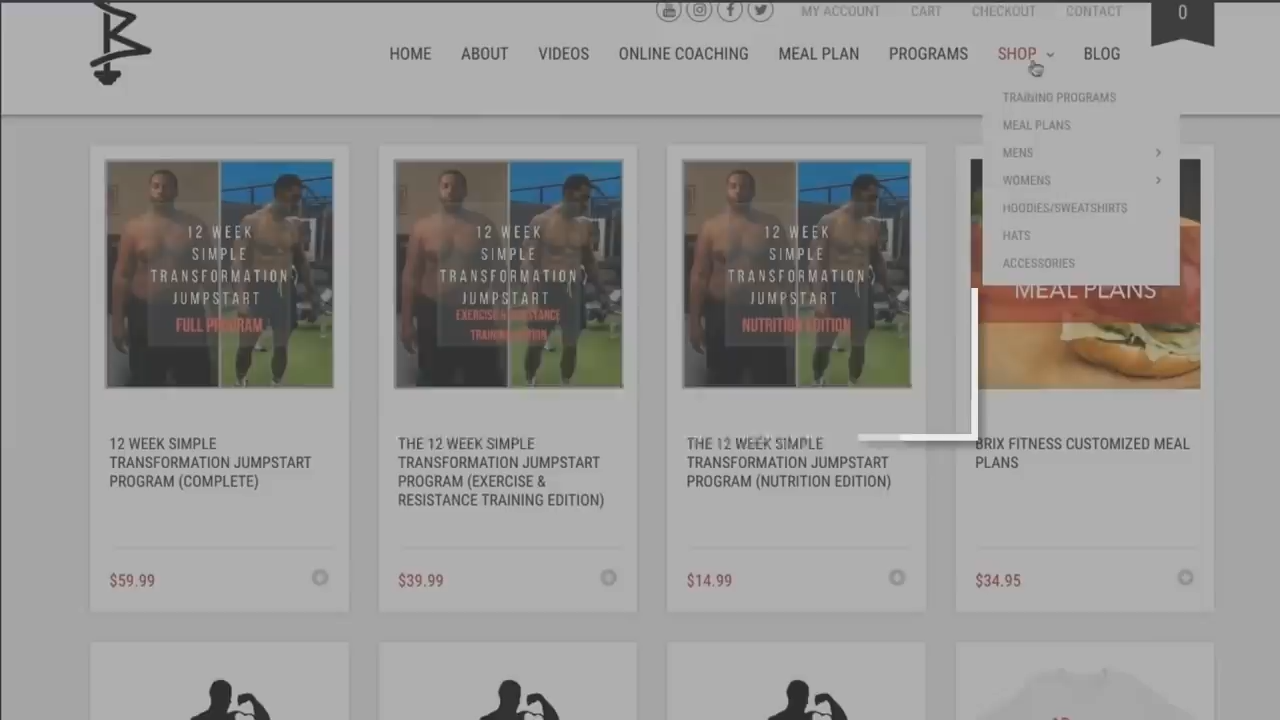 MY ACCOUNT CART CHECKOUT CONTACT 0
HOME ABOUT VIDEOS ONLINE COACHING MEAL PLAN PROGRAMS SHOP BLOG
TRAINING PROGRAMS
MEAL PLANS
MENS
WOMENS
HOODIES/SWEATSHIRTS
HATS
ACCESSORIES
12 WEEK
SIMPLE
TRANSFORMATION
JUMPSTART
FULL PROGRAM
12 WEEK
SIMPLE
TRANSFORMATION
JUMPSTART
EXERCISE & RESISTANCE
TRAINING EDITION
12 WEEK
SIMPLE
TRANSFORMATION
JUMPSTART
NUTRITION EDITION
MEAL PLANS
12 WEEK SIMPLE
TRANSFORMATION JUMPSTART
PROGRAM (COMPLETE)
$59.99
THE 12 WEEK SIMPLE
TRANSFORMATION JUMPSTART
PROGRAM (EXERCISE &
RESISTANCE TRAINING EDITION)
$39.99
THE 12 WEEK SIMPLE
TRANSFORMATION JUMPSTART
PROGRAM (NUTRITION EDITION)
$14.99
BRIX FITNESS CUSTOMIZED MEAL
PLANS
$34.95